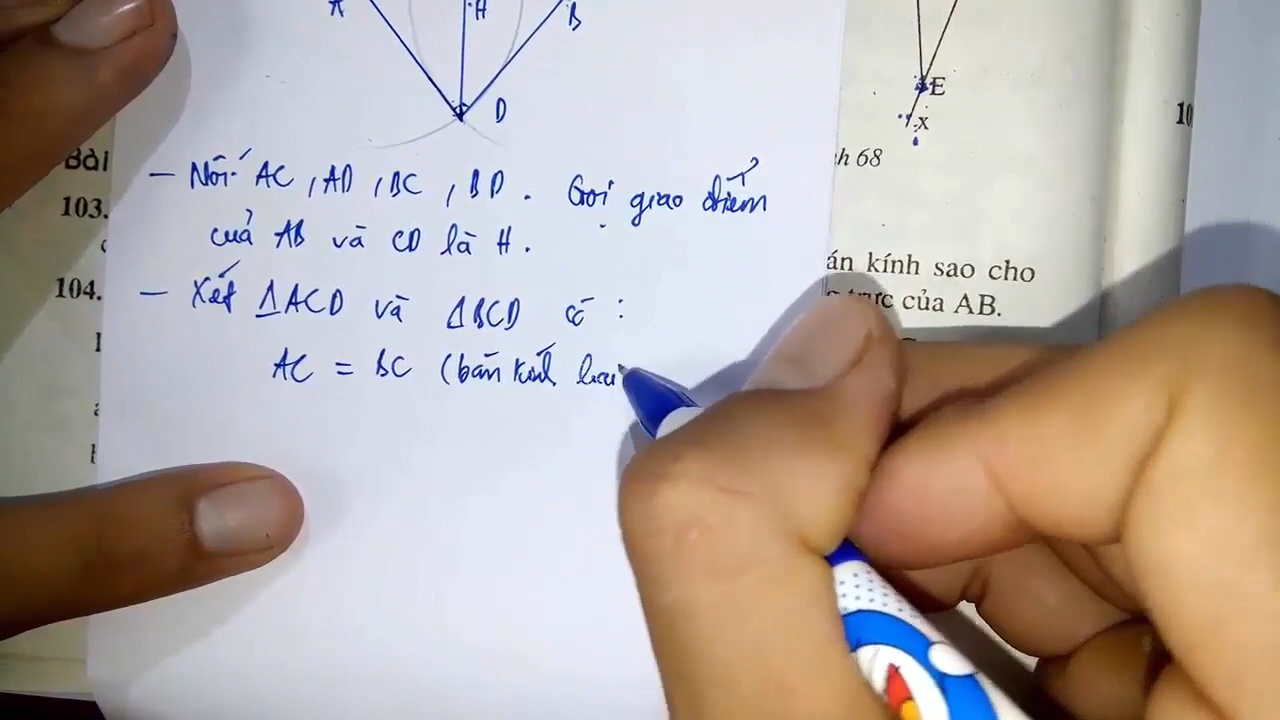 A
H
B
D
E
x
10
Bài
h 68
103.
104.
- Nối AC, AD, BC, BD. Gọi giao điểm
của AB và CD là H.
án kính sao cho
trực của AB.
- Xét ΔACD và ΔBCD có :
AC = BC (bán kính